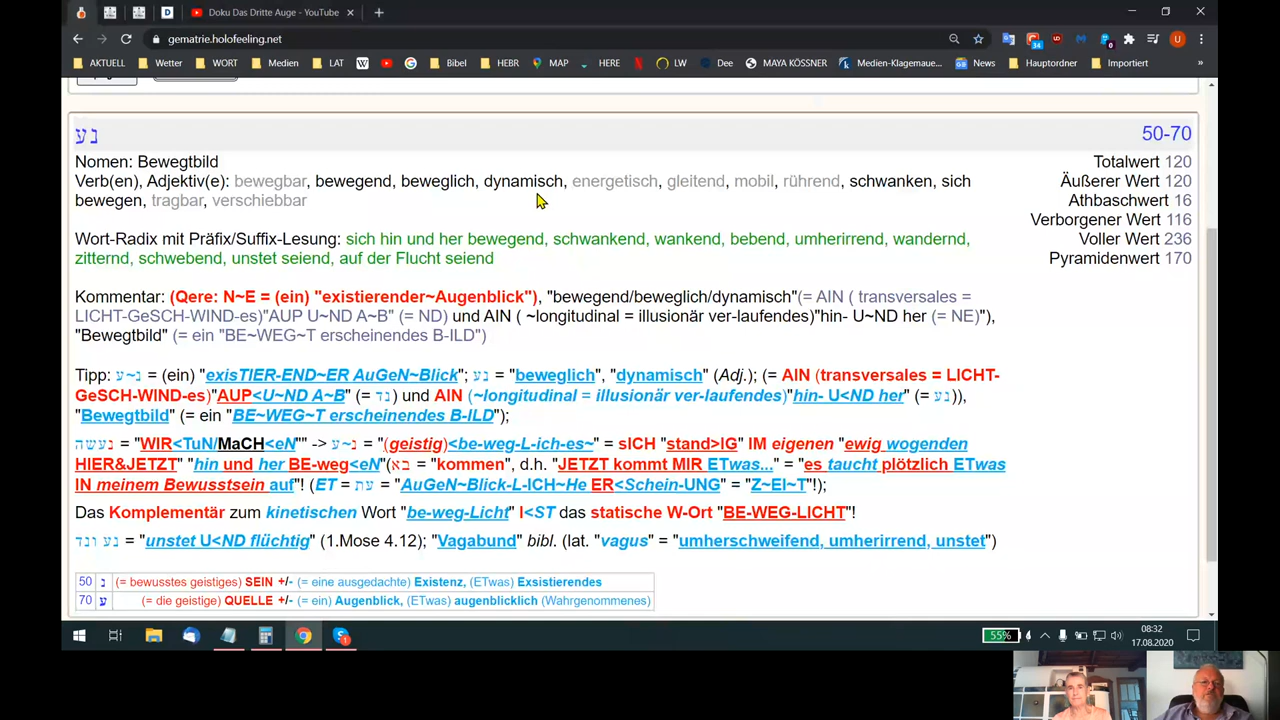 Doku Das Dritte Auge - YouTube
gematrie.holofeeling.net
AKTUELL Wetter WORT Medien LAT Bibel HEBR MAP HERE LW Dee MAYA KÖSSNER Medien-Klagemaue... News Hauptordner Importiert »
נע 50-70
Nomen: Bewegtbild
Totalwert 120
Verb(en), Adjektiv(e): bewegbar, bewegend, beweglich, dynamisch, energetisch, gleitend, mobil, rührend, schwanken, sich
Äußerer Wert 120
bewegen, tragbar, verschiebbar
Athbaschwert 16
Verborgener Wert 116
Wort-Radix mit Präfix/Suffix-Lesung: sich hin und her bewegend, schwankend, wankend, bebend, umherirrend, wandernd,
Voller Wert 236
zitternd, schwebend, unstet seiend, auf der Flucht seiend
Pyramidenwert 170
Kommentar: (Qere: N~E = (ein) "existierender~Augenblick"), "bewegend/beweglich/dynamisch"(= AIN ( transversales =
LICHT-GeSCH-WIND-es)"AUP U~ND A~B" (= ND) und AIN ( ~longitudinal = illusionär ver-laufendes)"hin- U~ND her (= NE)"),
"Bewegtbild" (= ein "BE~WEG~T erscheinendes B-ILD")
Tipp: נ~ע = (ein) "exisTIER-END~ER AuGeN~Blick"; נע = "beweglich", "dynamisch" (Adj.); (= AIN (transversales = LICHT-
GeSCH-WIND-es)"AUP<U~ND A~B" (= נד) und AIN (~longitudinal = illusionär ver-laufendes)"hin- U<ND her" (= נע)),
"Bewegtbild" (= ein "BE~WEG~T erscheinendes B-ILD");
נעשה = "WIR<TuN/MaCH<eN"" -> נ~ע = "(geistig)<be-weg-L-ich-es~" = sICH "stand>IG" IM eigenen "ewig wogenden
HIER&JETZT" "hin und her BE-weg<eN"(בא = "kommen", d.h. "JETZT kommt MIR ETwas..." = "es taucht plötzlich ETwas
IN meinem Bewusstsein auf"! (ET = עת = "AuGeN~Blick-L-ICH~He ER<Schein-UNG" = "Z~EI~T"!);
Das Komplementär zum kinetischen Wort "be-weg-Licht" I<ST das statische W-Ort "BE-WEG-LICHT"!
נע ונד = "unstet U<ND flüchtig" (1.Mose 4.12); "Vagabund" bibl. (lat. "vagus" = "umherschweifend, umherirrend, unstet")
50 נ (= bewusstes geistiges) SEIN +/- (= eine ausgedachte) Existenz, (ETwas) Exsistierendes
70 ע (= die geistige) QUELLE +/- (= ein) Augenblick, (ETwas) augenblicklich (Wahrgenommenes)
55%
08:32
17.08.2020